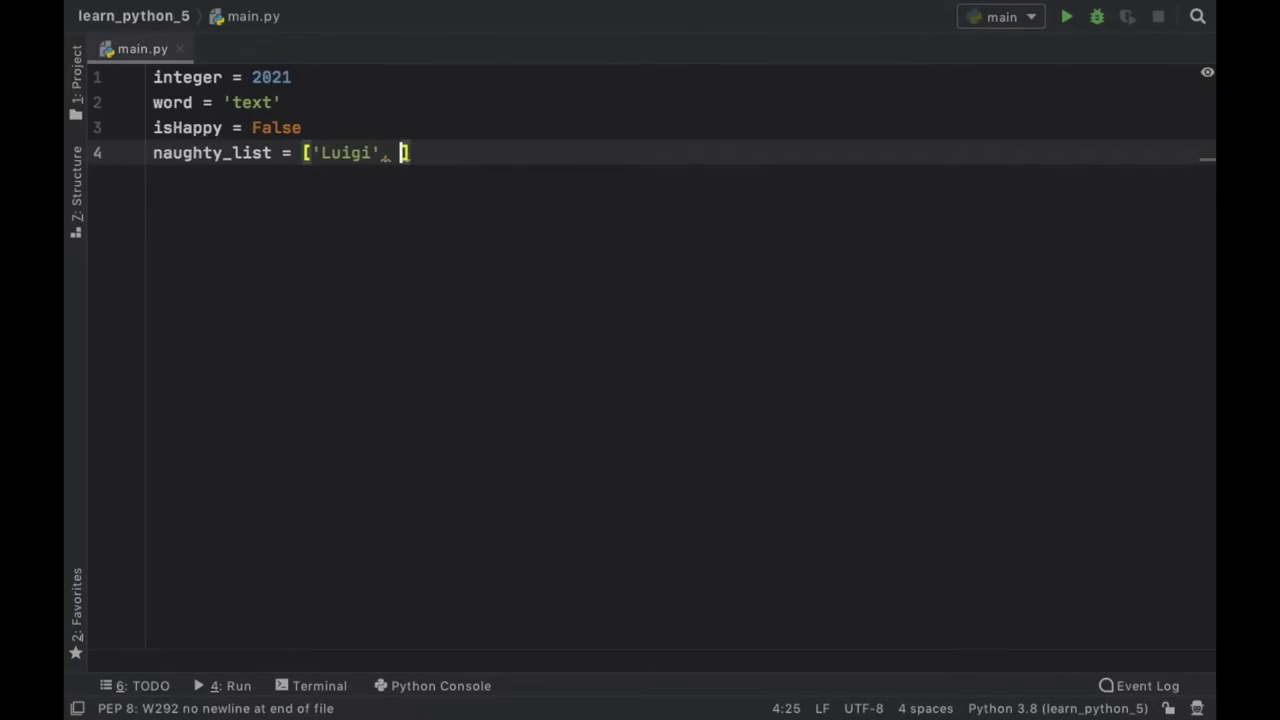 learn_python_5 main.py main
main.py
1: Project
7: Structure
2: Favorites
1 integer = 2021
2 word = 'text'
3 isHappy = False
4 naughty_list = ['Luigi', ]
6: TODO 4: Run Terminal Python Console Event Log
PEP 8: W292 no newline at end of file 4:25 LF UTF-8 4 spaces Python 3.8 (learn_python_5)